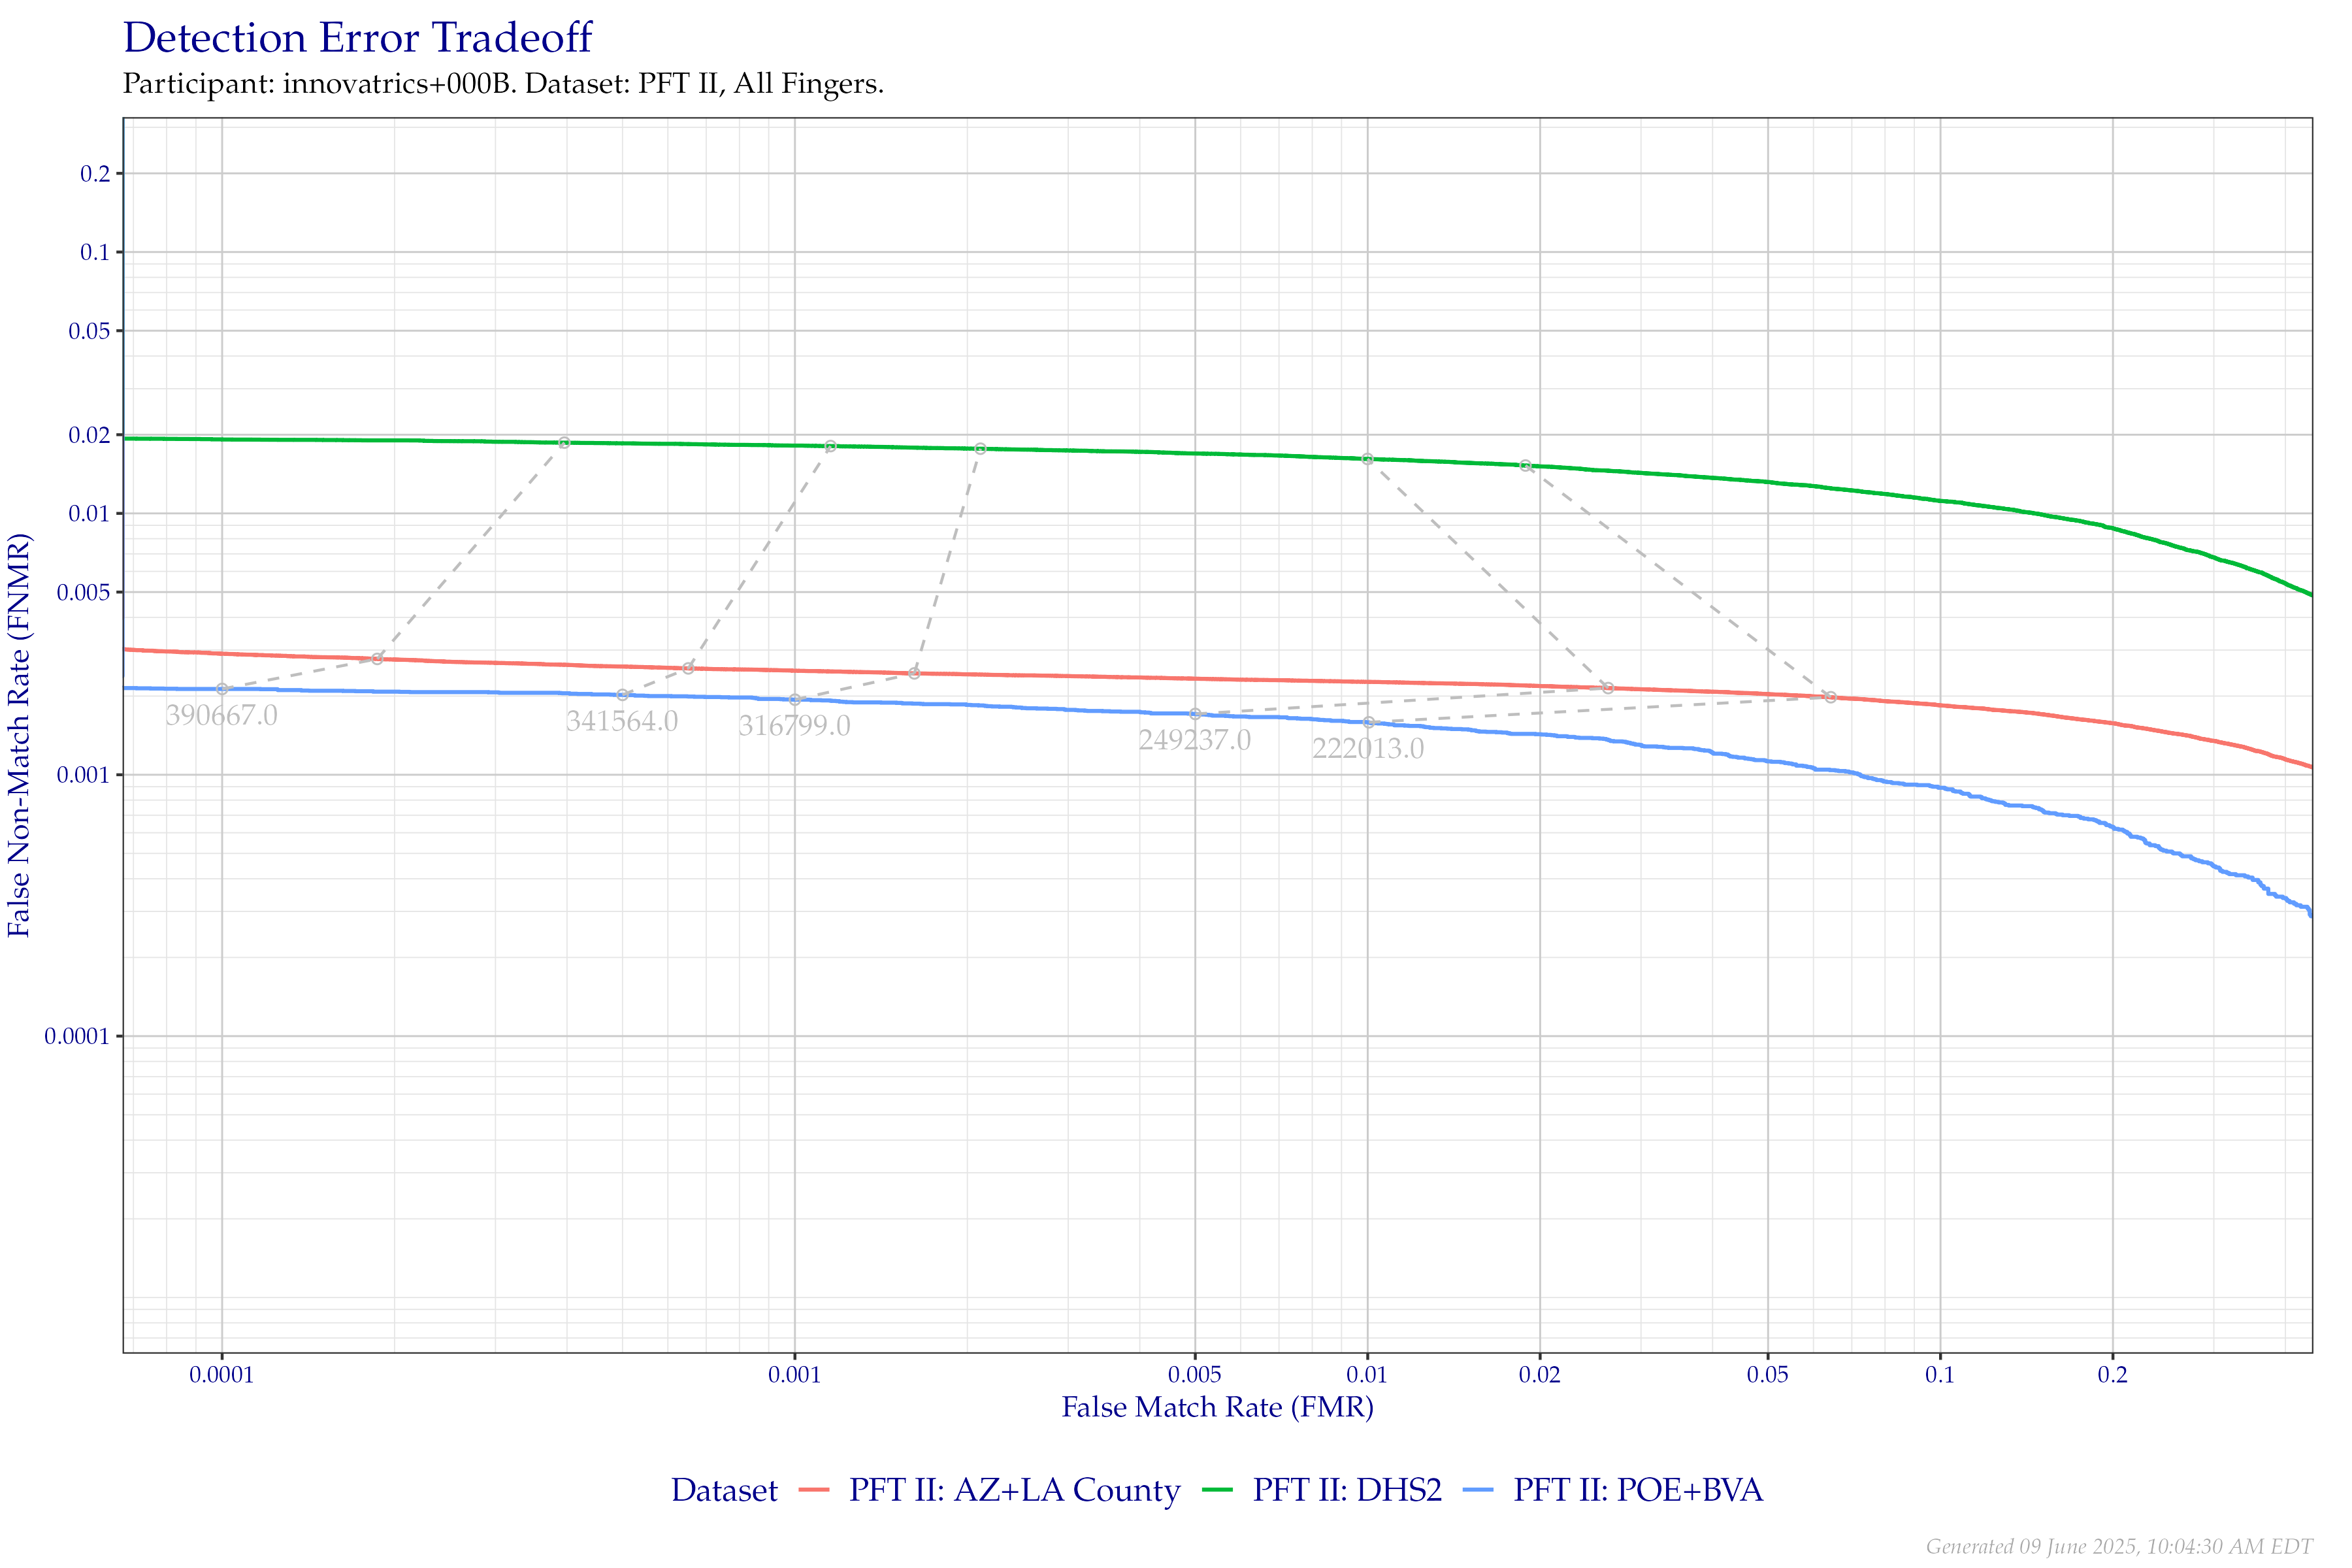 Detection Error Tradeoff
Participant: innovatrics+000B. Dataset: PFT II, All Fingers.
False Non-Match Rate (FNMR)
0.2
0.1
0.05
0.02
0.01
0.005
0.001
0.0001
390667.0
341564.0
316799.0
249237.0
222013.0
0.0001 0.001 0.005 0.01 0.02 0.05 0.1 0.2
False Match Rate (FMR)
Dataset PFT II: AZ+LA County PFT II: DHS2 PFT II: POE+BVA
Generated 09 June 2025, 10:04:30 AM EDT